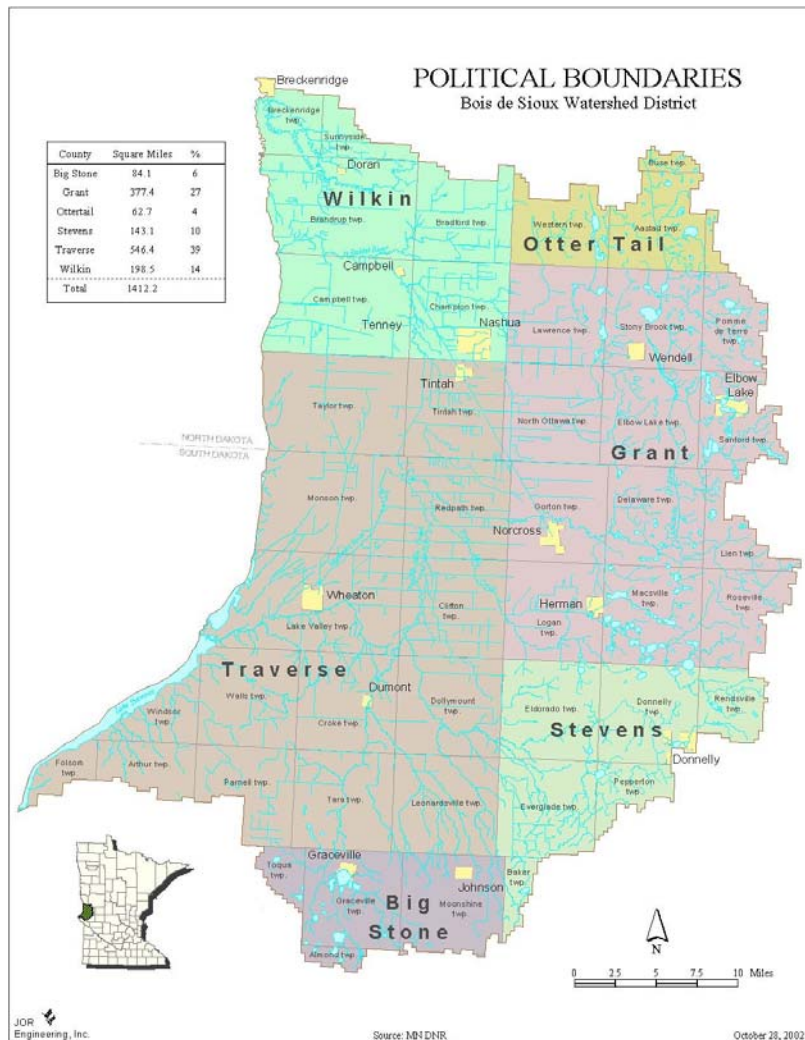 POLITICAL BOUNDARIES
Bois de Sioux Watershed District
Breckenridge
Breckenridge
twp.
Sunnyside
twp.
Doran
Wilkin
Brandrup twp.
Bradford twp.
Campbell
Campbell twp.
Champion twp.
Tenney
Nashua
County Square Miles %
Big Stone 84.1 6
Grant 377.4 27
Ottertail 62.7 4
Stevens 143.1 10
Traverse 546.4 39
Wilkin 198.5 14
Total 1412.2
Buse twp.
Western twp.
Aastad twp.
Otter Tail
Lawrence twp.
Stony Brook twp.
Pomme
de Terre
twp.
Wendell
Elbow
Lake
Tintah
Taylor twp.
Tintah twp.
North Ottawa twp.
Elbow Lake twp.
Sanford twp.
NORTH DAKOTA
SOUTH DAKOTA
Grant
Monson twp.
Redpath twp.
Gorton twp.
Delaware twp.
Norcross
Lien twp.
Wheaton
Clifton
twp.
Herman
Logan
twp.
Macsville
twp.
Roseville
twp.
Lake Valley twp.
Traverse
Dumont
Walls twp.
Windsor
twp.
Croke twp.
Dollymount
twp.
Eldorado twp.
Donnelly
twp.
Rendsville
twp.
Stevens
Donnelly
Folsom
twp.
Arthur twp.
Parnell twp.
Tara twp.
Leonardsville twp.
Everglade twp.
Pepperton
twp.
Graceville
Toqua
twp.
Graceville
twp.
Johnson
Moonshine
twp.
Baker
twp.
Big
Stone
Almond twp.
N
0 2.5 5 7.5 10 Miles
JOR
Engineering, Inc.
Source: MN DNR
October 28, 2002